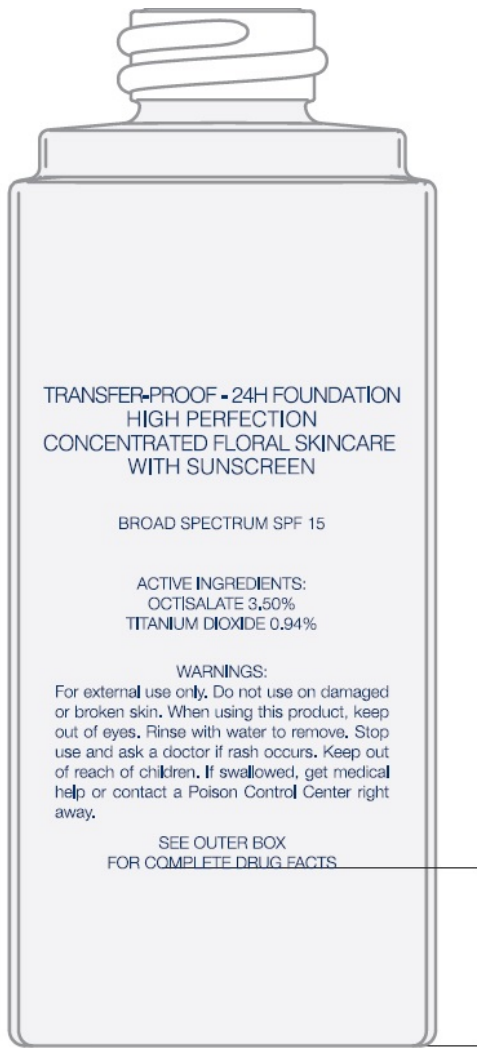 TRANSFER-PROOF - 24H FOUNDATION
HIGH PERFECTION
CONCENTRATED FLORAL SKINCARE
WITH SUNSCREEN
BROAD SPECTRUM SPF 15
ACTIVE INGREDIENTS:
OCTISALATE 3.50%
TITANIUM DIOXIDE 0.94%
WARNINGS:
For external use only. Do not use on damaged
or broken skin. When using this product, keep
out of eyes. Rinse with water to remove. Stop
use and ask a doctor if rash occurs. Keep out
of reach of children. If swallowed, get medical
help or contact a Poison Control Center right
away.
SEE OUTER BOX
FOR COMPLETE DRUG FACTS